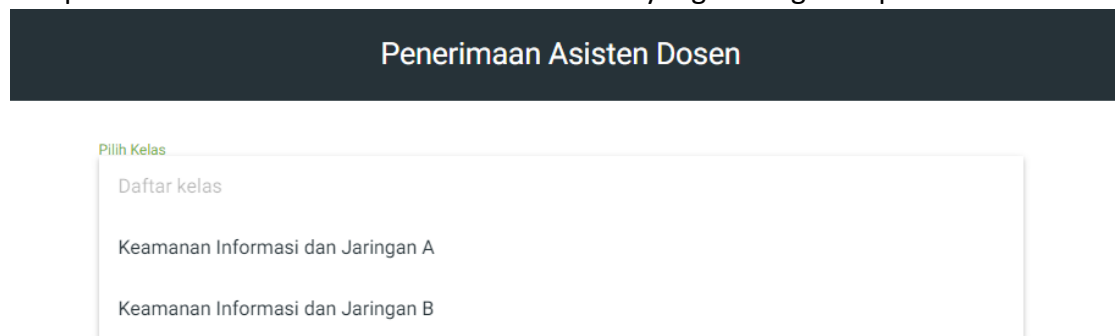 Penerimaan Asisten Dosen
Pilih Kelas
Daftar kelas
Keamanan Informasi dan Jaringan A
Keamanan Informasi dan Jaringan B